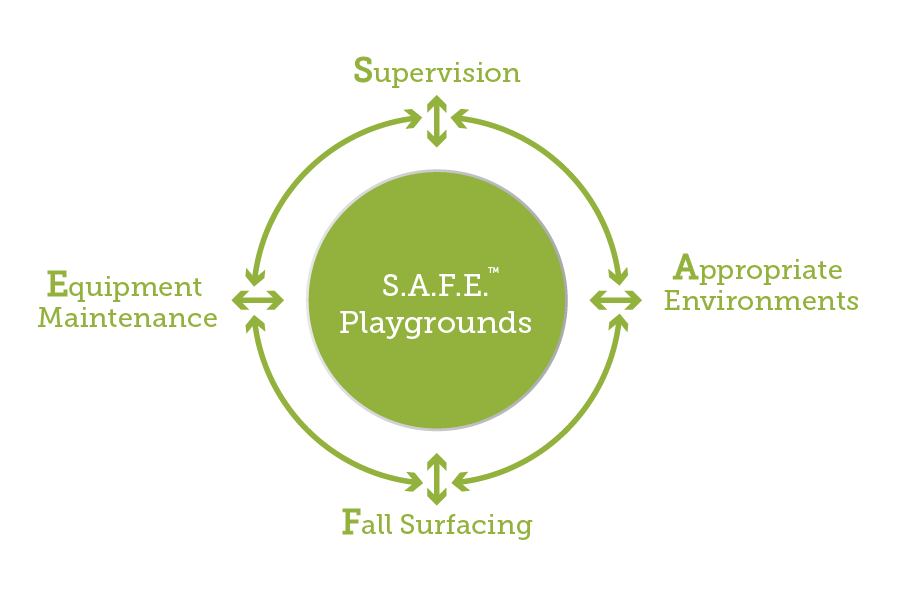 Supervision
Appropriate
Environments
Fall Surfacing
Equipment
Maintenance
S.A.F.E.™
Playgrounds